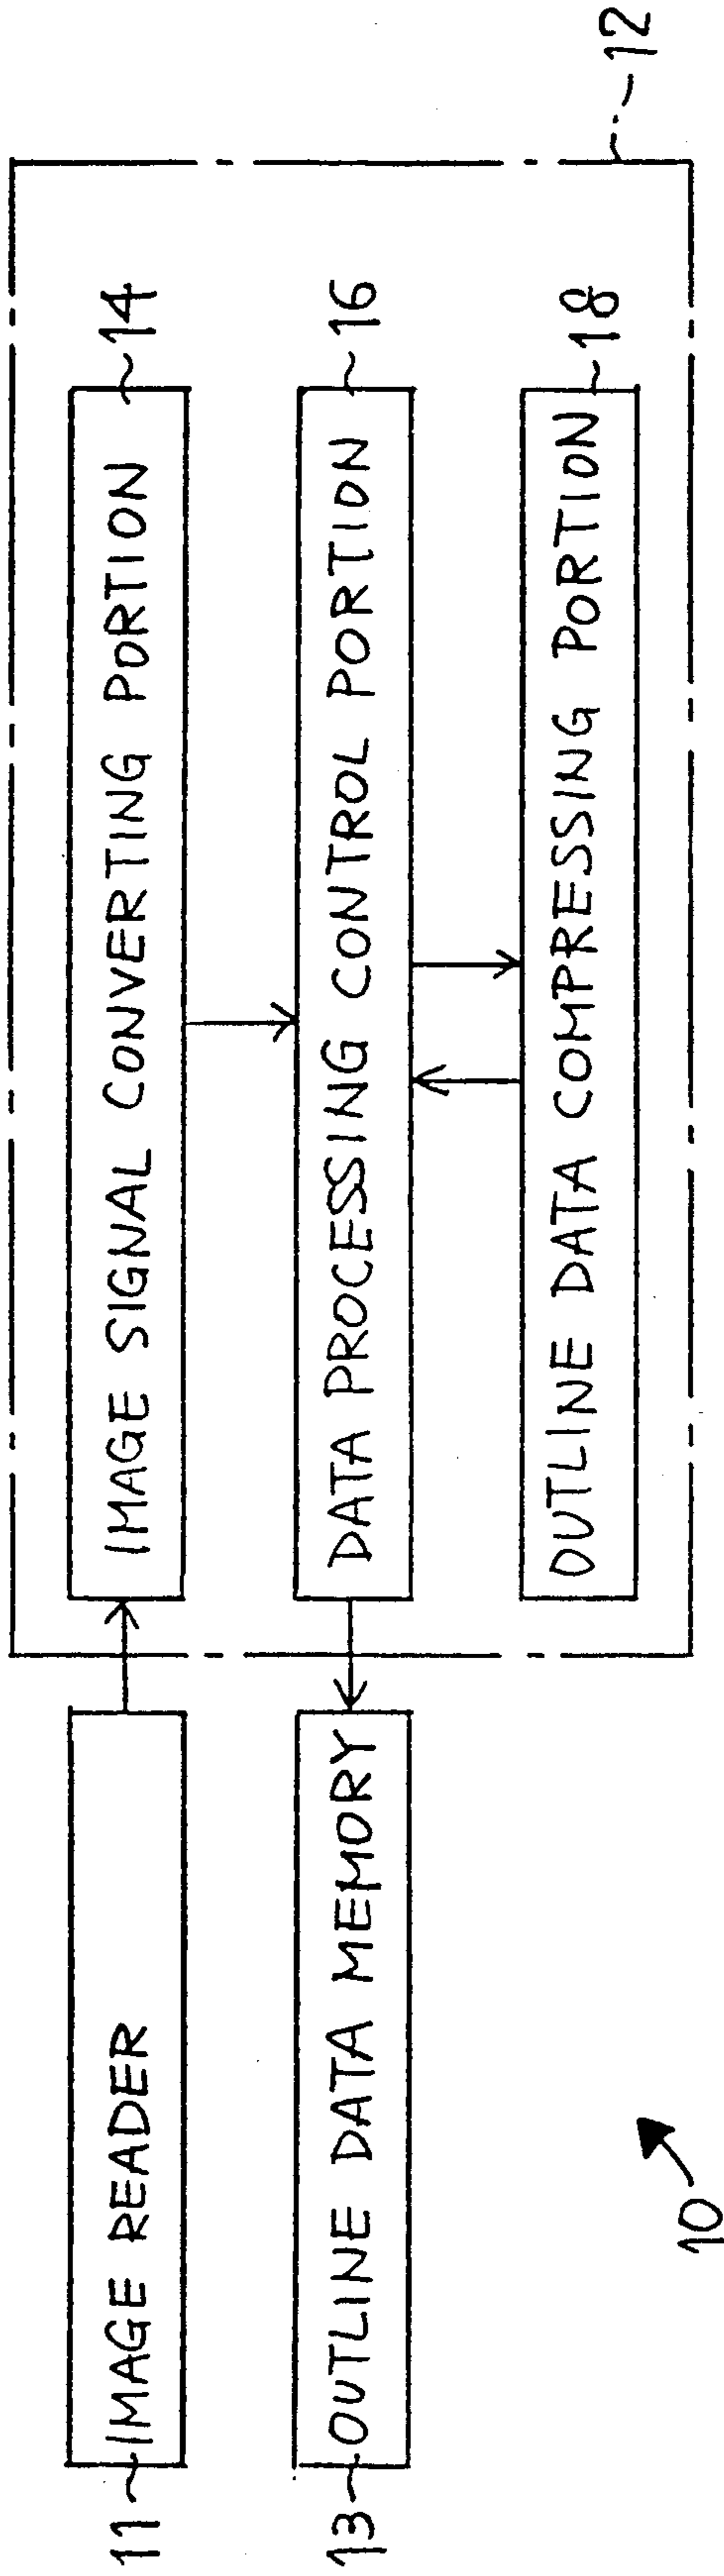 11 IMAGE READER
IMAGE SIGNAL CONVERTING PORTION 14
13 OUTLINE DATA MEMORY
DATA PROCESSING CONTROL PORTION 16
OUTLINE DATA COMPRESSING PORTION 18
12
10